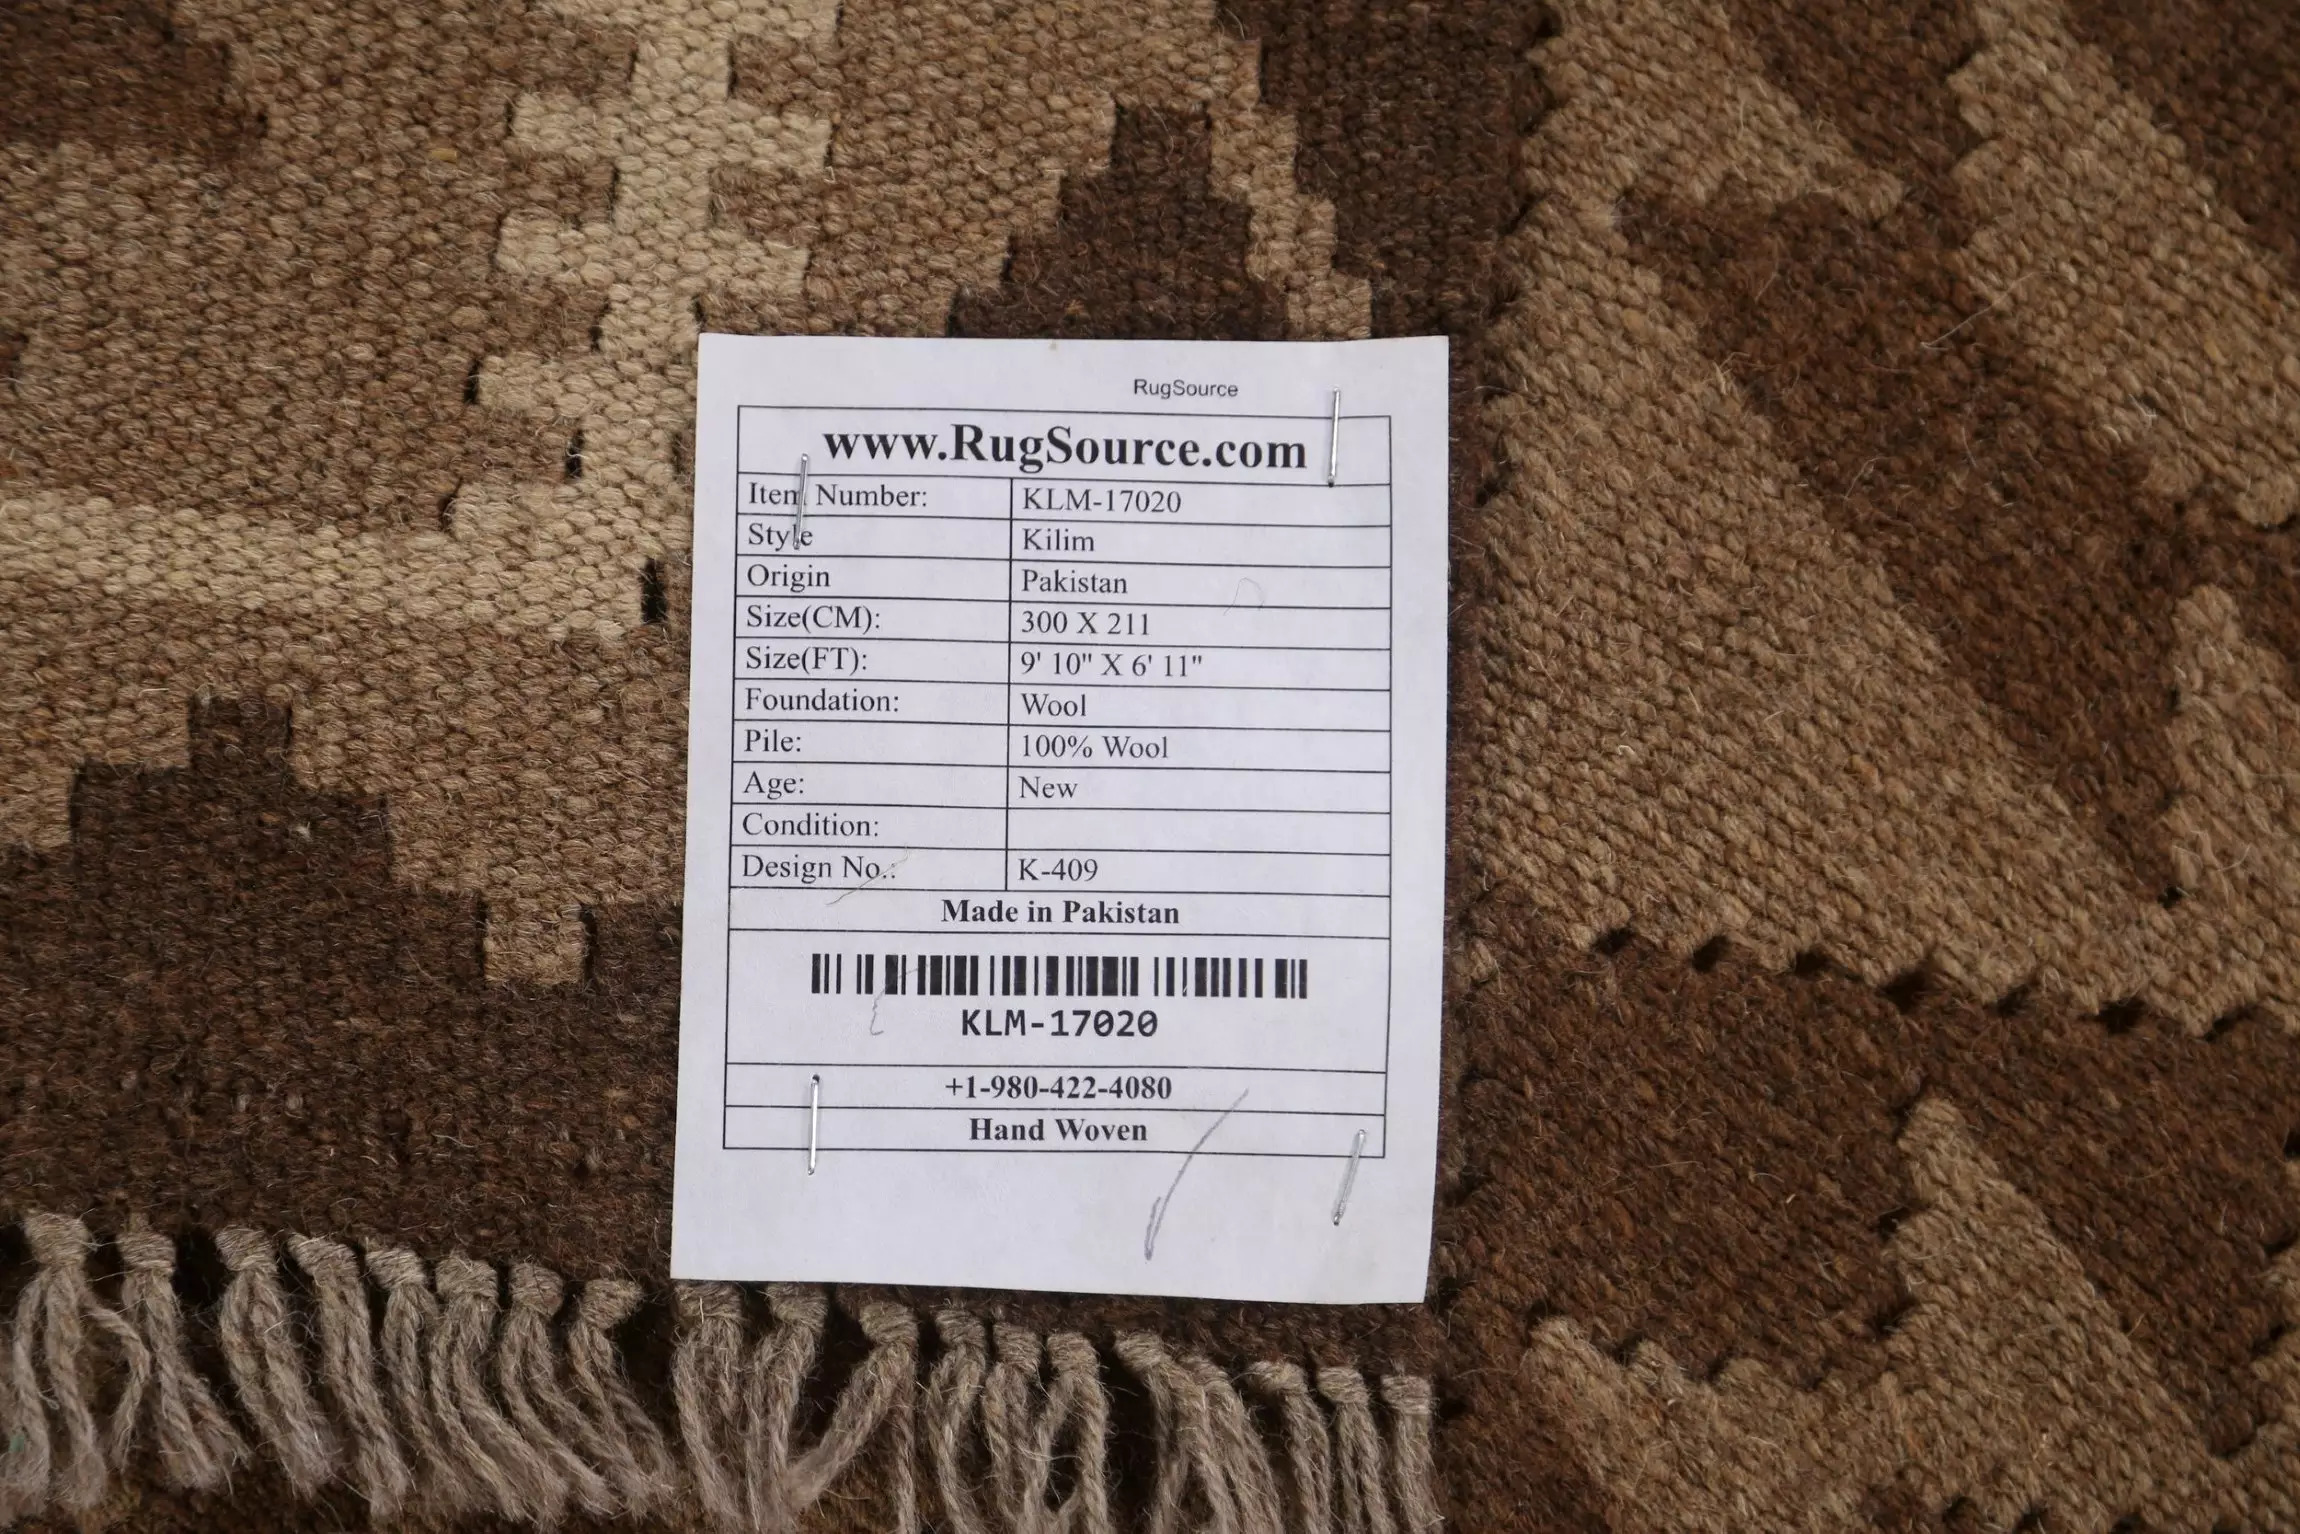 RugSource
www.RugSource.com
Item Number: KLM-17020
Style Kilim
Origin Pakistan
Size(CM): 300 X 211
Size(FT): 9' 10" X 6' 11"
Foundation: Wool
Pile: 100% Wool
Age: New
Condition:
Design No.: K-409
Made in Pakistan
KLM-17020
+1-980-422-4080
Hand Woven